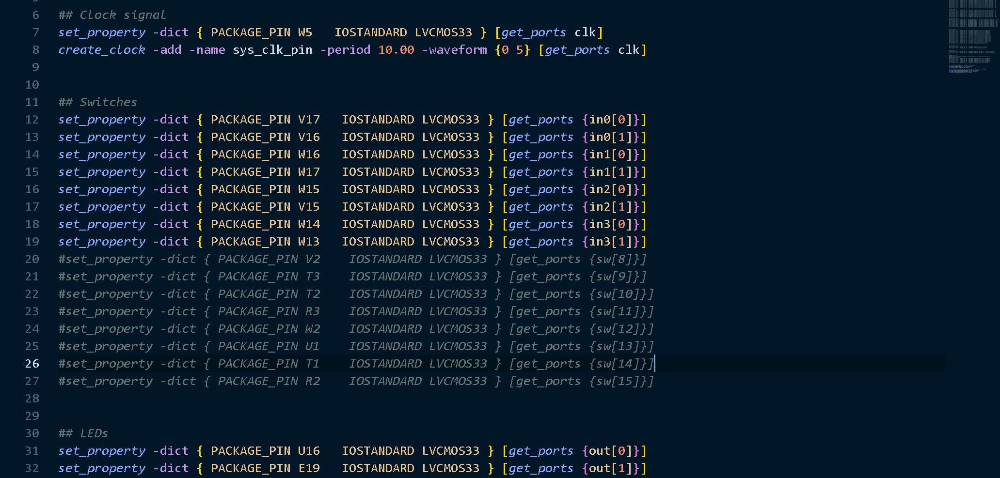 6 ## Clock signal
7 set_property -dict { PACKAGE_PIN W5   IOSTANDARD LVCMOS33 } [get_ports clk]
8 create_clock -add -name sys_clk_pin -period 10.00 -waveform {0 5} [get_ports clk]
9
10
11 ## Switches
12 set_property -dict { PACKAGE_PIN V17   IOSTANDARD LVCMOS33 } [get_ports {in0[0]}]
13 set_property -dict { PACKAGE_PIN V16   IOSTANDARD LVCMOS33 } [get_ports {in0[1]}]
14 set_property -dict { PACKAGE_PIN W16   IOSTANDARD LVCMOS33 } [get_ports {in1[0]}]
15 set_property -dict { PACKAGE_PIN W17   IOSTANDARD LVCMOS33 } [get_ports {in1[1]}]
16 set_property -dict { PACKAGE_PIN W15   IOSTANDARD LVCMOS33 } [get_ports {in2[0]}]
17 set_property -dict { PACKAGE_PIN V15   IOSTANDARD LVCMOS33 } [get_ports {in2[1]}]
18 set_property -dict { PACKAGE_PIN W14   IOSTANDARD LVCMOS33 } [get_ports {in3[0]}]
19 set_property -dict { PACKAGE_PIN W13   IOSTANDARD LVCMOS33 } [get_ports {in3[1]}]
20 #set_property -dict { PACKAGE_PIN V2    IOSTANDARD LVCMOS33 } [get_ports {sw[8]}]
21 #set_property -dict { PACKAGE_PIN T3    IOSTANDARD LVCMOS33 } [get_ports {sw[9]}]
22 #set_property -dict { PACKAGE_PIN T2    IOSTANDARD LVCMOS33 } [get_ports {sw[10]}]
23 #set_property -dict { PACKAGE_PIN R3    IOSTANDARD LVCMOS33 } [get_ports {sw[11]}]
24 #set_property -dict { PACKAGE_PIN W2    IOSTANDARD LVCMOS33 } [get_ports {sw[12]}]
25 #set_property -dict { PACKAGE_PIN U1    IOSTANDARD LVCMOS33 } [get_ports {sw[13]}]
26 #set_property -dict { PACKAGE_PIN T1    IOSTANDARD LVCMOS33 } [get_ports {sw[14]}]
27 #set_property -dict { PACKAGE_PIN R2    IOSTANDARD LVCMOS33 } [get_ports {sw[15]}]
28
29
30 ## LEDs
31 set_property -dict { PACKAGE_PIN U16   IOSTANDARD LVCMOS33 } [get_ports {out[0]}]
32 set_property -dict { PACKAGE_PIN E19   IOSTANDARD LVCMOS33 } [get_ports {out[1]}]